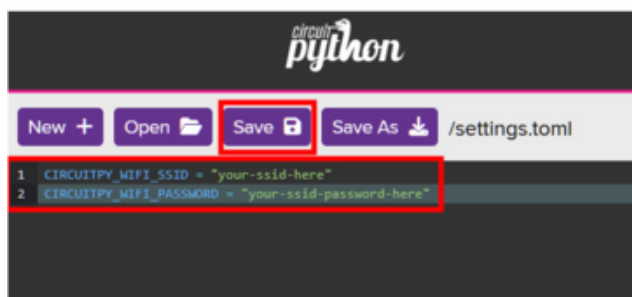 circuit
python
New + Open Save Save As /settings.toml
1 CIRCUITPY_WIFI_SSID = "your-ssid-here"
2 CIRCUITPY_WIFI_PASSWORD = "your-ssid-password-here"